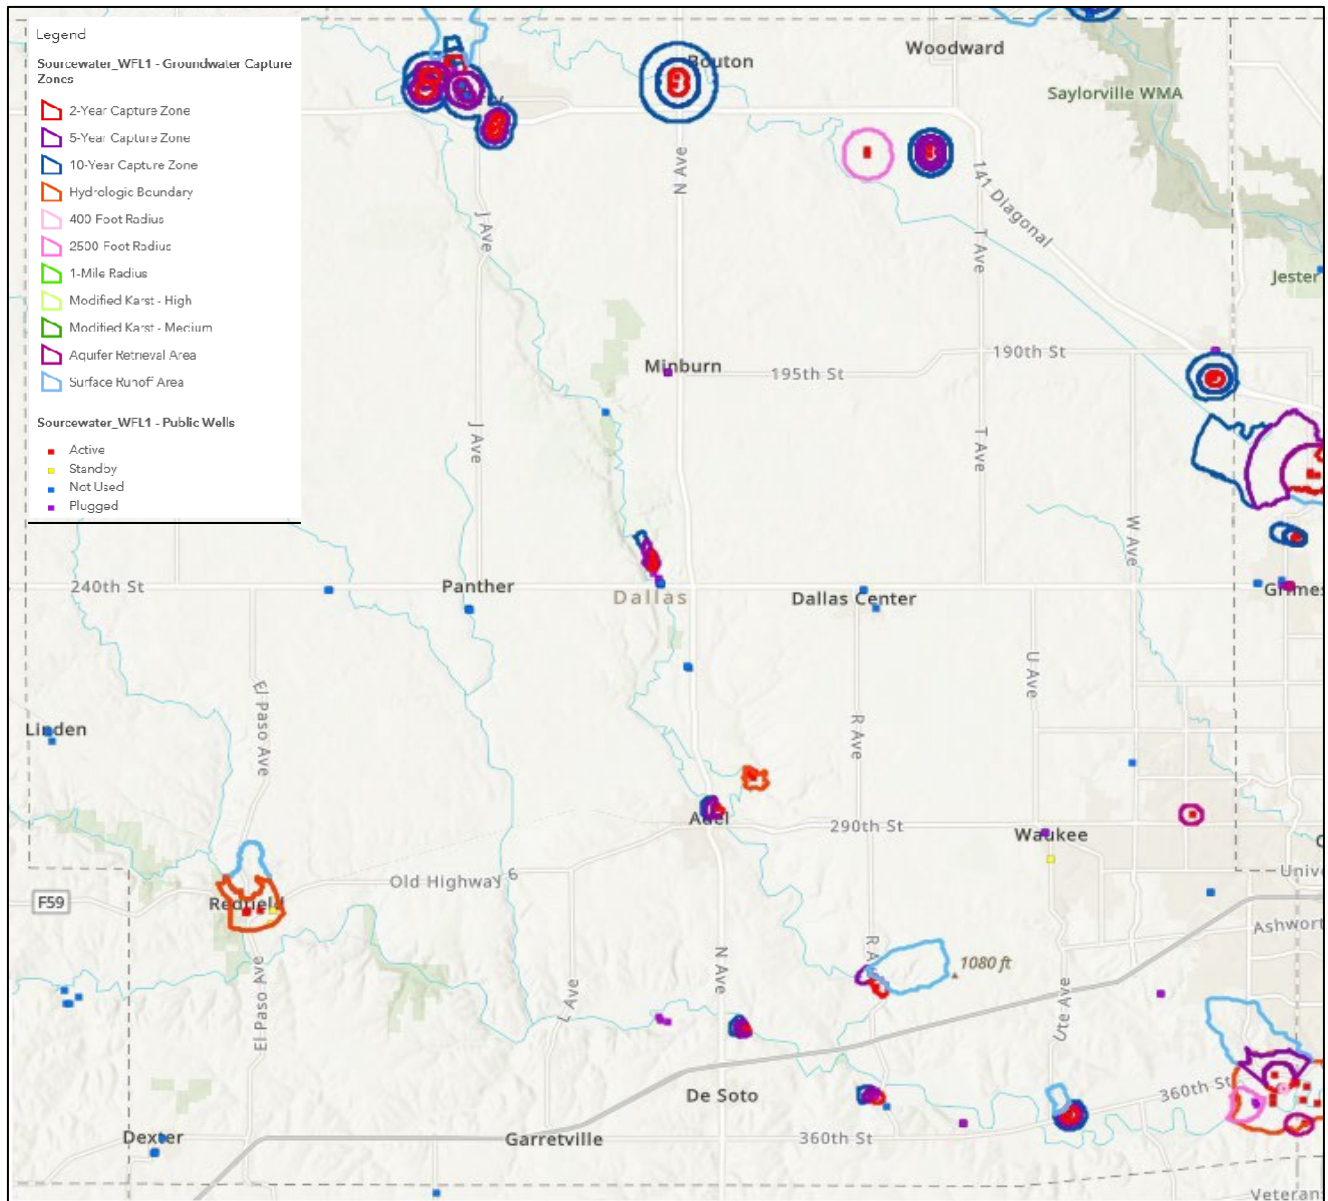 Legend
Sourcewater_WFL1 - Groundwater Capture
Zones
2-Year Capture Zone
5-Year Capture Zone
10-Year Capture Zone
Hydrologic Boundary
400 Foot Radius
2500 Foot Radius
1-Mile Radius
Modified Karst - High
Modified Karst - Medium
Aquifer Retrieval Area
Surface Runoff Area
Sourcewater_WFL1 - Public Wells
Active
Standby
Not Used
Plugged
Woodward
Bouton
Saylorville WMA
N Ave
141 Diagonal
J Ave
T Ave
Jester
190th St
Minburn
195th St
J Ave
T Ave
W Ave
240th St
Panther
Dallas
Dallas Center
Grimes
U Ave
El Paso Ave
R Ave
Linden
Adel
290th St
Waukee
Old Highway 6
Univ
F59
Redfield
Ashwort
1080 ft
N Ave
L Ave
El Paso Ave
Ute Ave
De Soto
360th St
Dexter
Garretville
360th St
Veteran